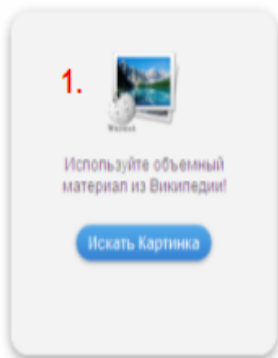 1.
Используйте объемный
материал из Википедии!
Искать Картинка